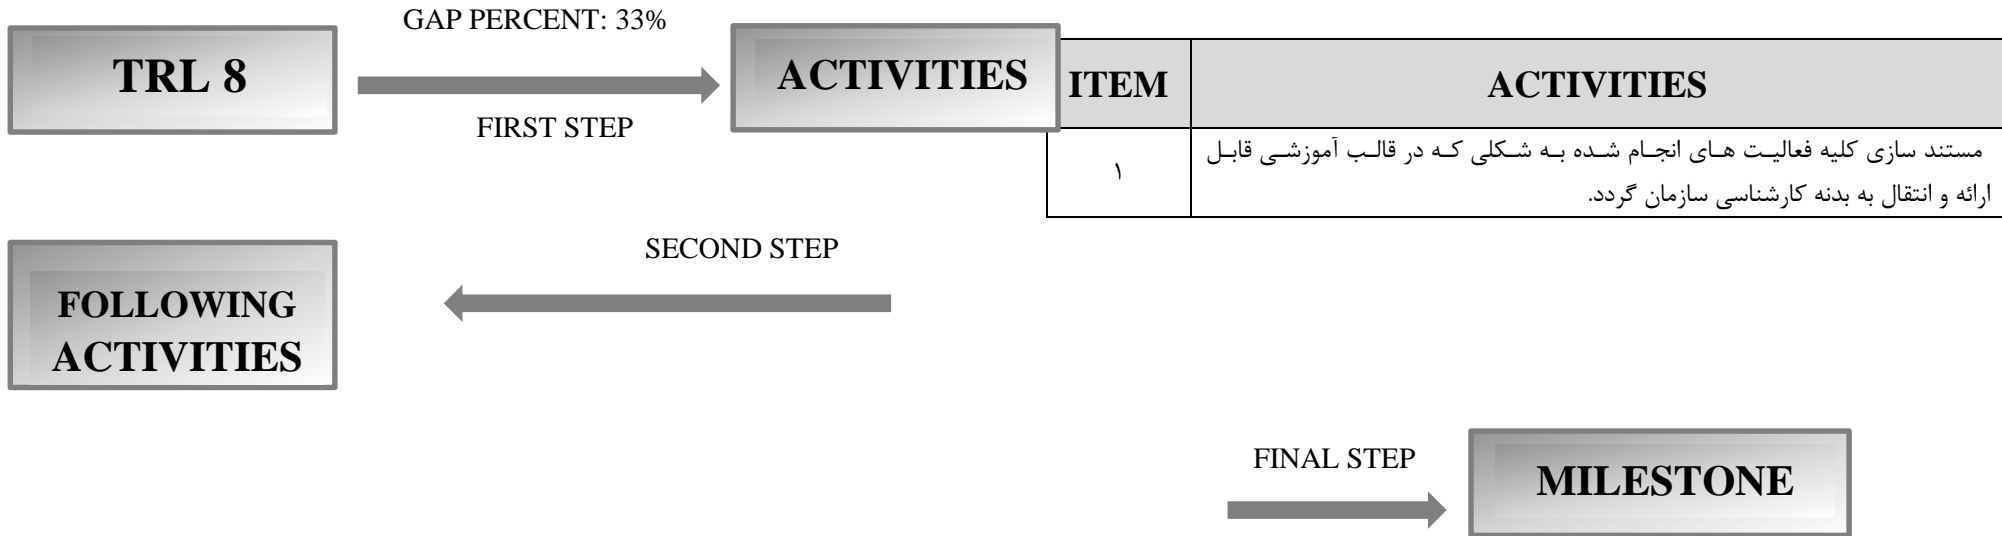 GAP PERCENT: 33%
TRL 8
FIRST STEP
ACTIVITIES
ITEM
ACTIVITIES
۱
مستند سازی کلیه فعالیت های انجام شده به شکلی که در قالب آموزشی قابل
ارائه و انتقال به بدنه کارشناسی سازمان گردد.
SECOND STEP
FOLLOWING
ACTIVITIES
FINAL STEP
MILESTONE